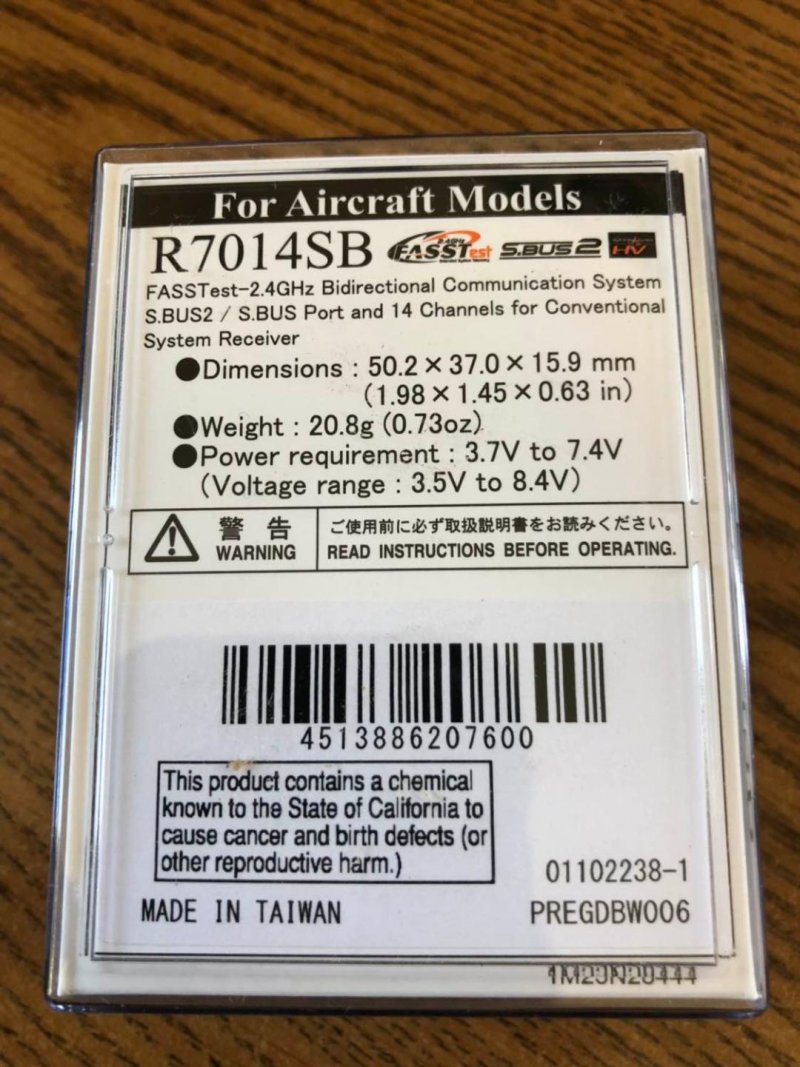 For Aircraft Models
R7014SB 2.4GHz FASSTest S.BUS2 HV
FASSTest-2.4GHz Bidirectional Communication System
S.BUS2 / S.BUS Port and 14 Channels for Conventional
System Receiver
●Dimensions : 50.2×37.0×15.9 mm
(1.98×1.45×0.63 in)
●Weight : 20.8g (0.73oz)
●Power requirement : 3.7V to 7.4V
(Voltage range : 3.5V to 8.4V)
警告 ご使用前に必ず取扱説明書をお読みください。
WARNING READ INSTRUCTIONS BEFORE OPERATING.
4513886207600
This product contains a chemical
known to the State of California to
cause cancer and birth defects (or
other reproductive harm.)
01102238-1
MADE IN TAIWAN PREGDBW006